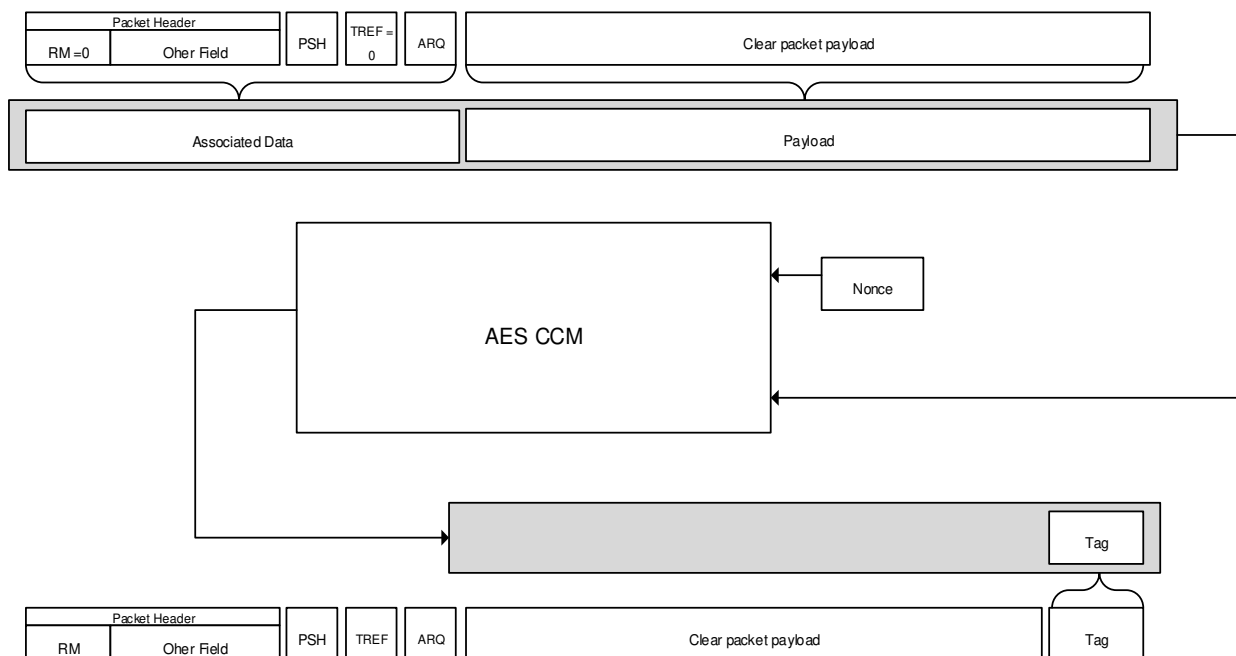 Packet Header
RM =0 Oher Field PSH TREF = 0 ARQ Clear packet payload
Associated Data Payload
Nonce
AES CCM
Tag
Packet Header
RM Oher Field PSH TREF ARQ Clear packet payload Tag